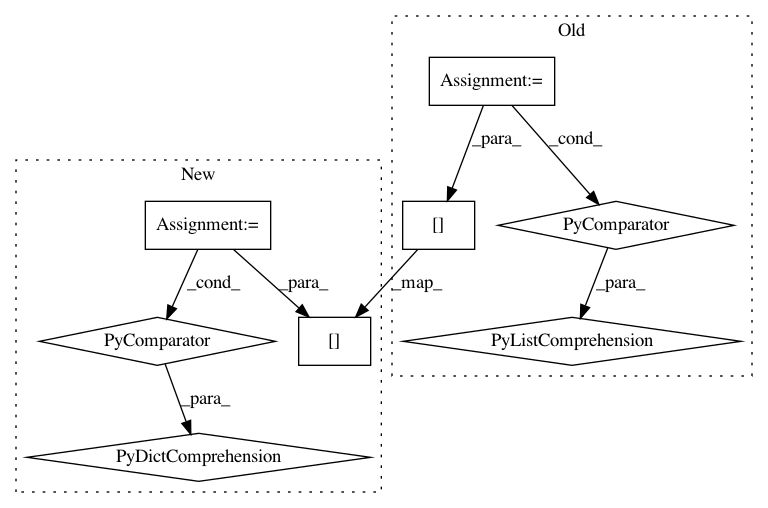 Old
Assignment:=
_para_
_cond_
New
Assignment:=
[]
PyComparator
_cond_
_para_
_map_
_para_
PyComparator
[]
PyListComprehension
_para_
PyDictComprehension